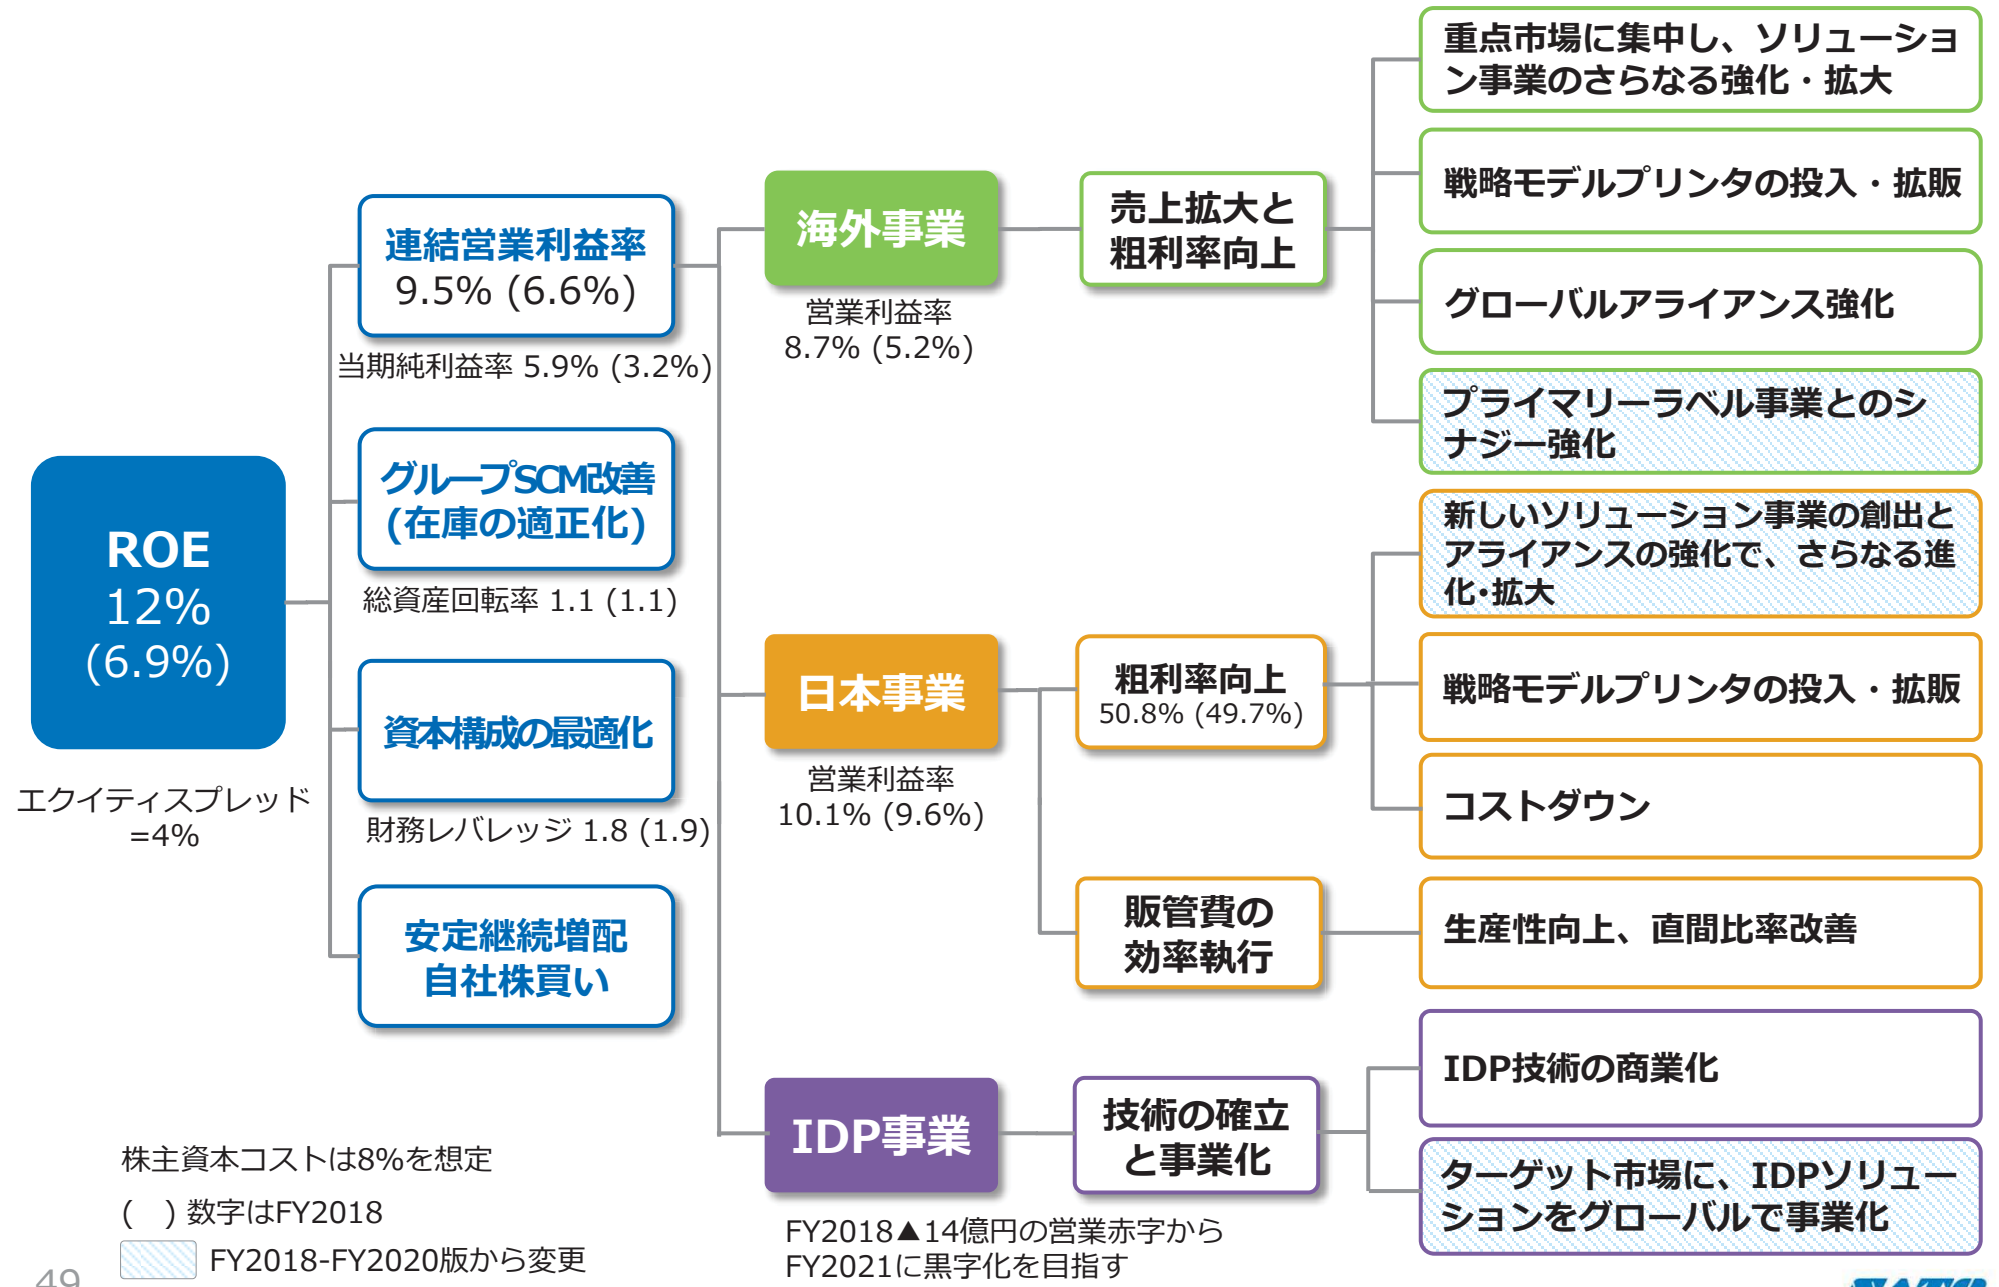 ROE
12%
(6.9%)
エクイティスプレッド
=4%
連結営業利益率
9.5% (6.6%)
当期純利益率 5.9% (3.2%)
グループSCM改善
(在庫の適正化)
総資産回転率 1.1 (1.1)
資本構成の最適化
財務レバレッジ 1.8 (1.9)
安定継続増配
自社株買い
海外事業
営業利益率
8.7% (5.2%)
売上拡大と
粗利率向上
重点市場に集中し、ソリューショ
ン事業のさらなる強化・拡大
戦略モデルプリンタの投入・拡販
グローバルアライアンス強化
プライマリーラベル事業とのシ
ナジー強化
日本事業
営業利益率
10.1% (9.6%)
粗利率向上
50.8% (49.7%)
新しいソリューション事業の創出と
アライアンスの強化で、さらなる進
化・拡大
戦略モデルプリンタの投入・拡販
コストダウン
販管費の
効率執行
生産性向上、直間比率改善
IDP事業
FY2018▲14億円の営業赤字から
FY2021に黒字化を目指す
技術の確立
と事業化
IDP技術の商業化
ターゲット市場に、IDPソリュー
ションをグローバルで事業化
株主資本コストは8%を想定
(　) 数字はFY2018
FY2018-FY2020版から変更
49